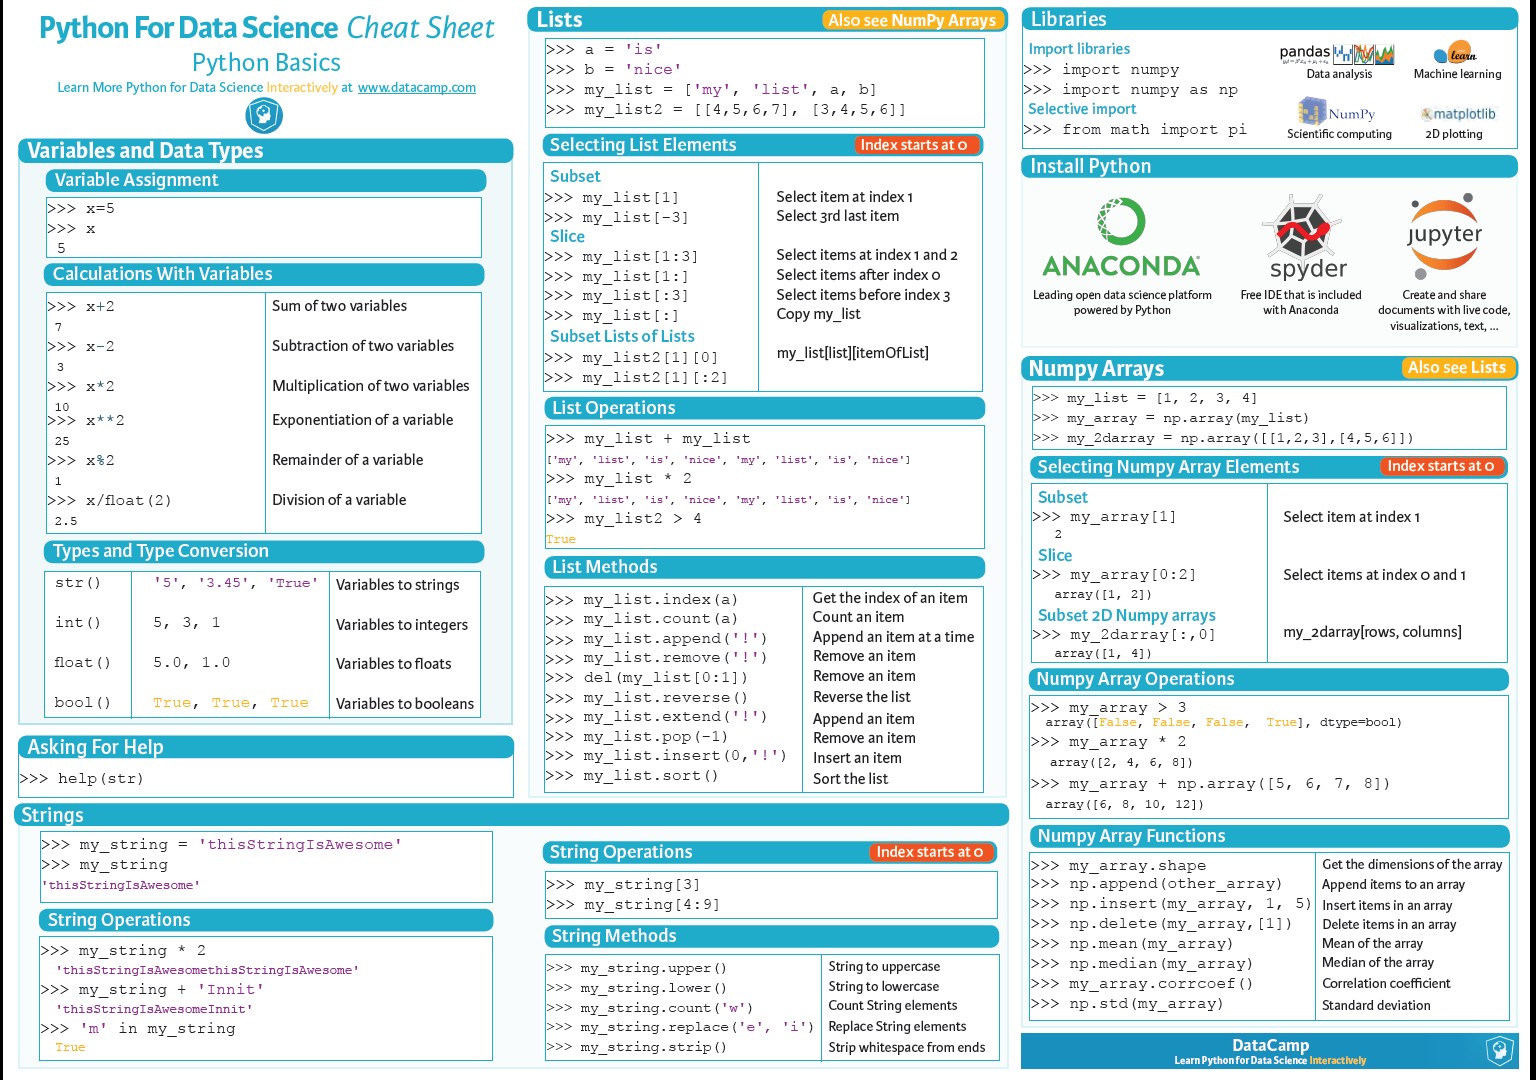 Python For Data Science Cheat Sheet
Python Basics
Learn More Python for Data Science Interactively at www.datacamp.com
Variables and Data Types
Variable Assignment
>>> x=5
>>> x
5
Calculations With Variables
>>> x+2 Sum of two variables
7
>>> x-2 Subtraction of two variables
3
>>> x*2 Multiplication of two variables
10
>>> x**2 Exponentiation of a variable
25
>>> x%2 Remainder of a variable
1
>>> x/float(2) Division of a variable
2.5
Types and Type Conversion
str() '5', '3.45', 'True' Variables to strings
int() 5, 3, 1 Variables to integers
float() 5.0, 1.0 Variables to floats
bool() True, True, True Variables to booleans
Asking For Help
>>> help(str)
Strings
>>> my_string = 'thisStringIsAwesome'
>>> my_string
'thisStringIsAwesome'
String Operations
>>> my_string * 2
'thisStringIsAwesomethisStringIsAwesome'
>>> my_string + 'Innit'
'thisStringIsAwesomeInnit'
>>> 'm' in my_string
True
Lists Also see NumPy Arrays
>>> a = 'is'
>>> b = 'nice'
>>> my_list = ['my', 'list', a, b]
>>> my_list2 = [[4,5,6,7], [3,4,5,6]]
Selecting List Elements Index starts at 0
Subset
>>> my_list[1] Select item at index 1
>>> my_list[-3] Select 3rd last item
Slice
>>> my_list[1:3] Select items at index 1 and 2
>>> my_list[1:] Select items after index 0
>>> my_list[:3] Select items before index 3
>>> my_list[:] Copy my_list
Subset Lists of Lists
>>> my_list2[1][0] my_list[list][itemOfList]
>>> my_list2[1][:2]
List Operations
>>> my_list + my_list
['my', 'list', 'is', 'nice', 'my', 'list', 'is', 'nice']
>>> my_list * 2
['my', 'list', 'is', 'nice', 'my', 'list', 'is', 'nice']
>>> my_list2 > 4
True
List Methods
>>> my_list.index(a) Get the index of an item
>>> my_list.count(a) Count an item
>>> my_list.append('!') Append an item at a time
>>> my_list.remove('!') Remove an item
>>> del(my_list[0:1]) Remove an item
>>> my_list.reverse() Reverse the list
>>> my_list.extend('!') Append an item
>>> my_list.pop(-1) Remove an item
>>> my_list.insert(0,'!') Insert an item
>>> my_list.sort() Sort the list
String Operations Index starts at 0
>>> my_string[3]
>>> my_string[4:9]
String Methods
>>> my_string.upper() String to uppercase
>>> my_string.lower() String to lowercase
>>> my_string.count('w') Count String elements
>>> my_string.replace('e', 'i') Replace String elements
>>> my_string.strip() Strip whitespace from ends
Libraries
Import libraries
>>> import numpy
>>> import numpy as np
Selective import
>>> from math import pi
pandas
Data analysis
learn
Machine learning
NumPy
Scientific computing
matplotlib
2D plotting
Install Python
ANACONDA
Leading open data science platform
powered by Python
spyder
Free IDE that is included
with Anaconda
jupyter
Create and share
documents with live code,
visualizations, text, ...
Numpy Arrays Also see Lists
>>> my_list = [1, 2, 3, 4]
>>> my_array = np.array(my_list)
>>> my_2darray = np.array([[1,2,3],[4,5,6]])
Selecting Numpy Array Elements Index starts at 0
Subset
>>> my_array[1] Select item at index 1
2
Slice
>>> my_array[0:2] Select items at index 0 and 1
array([1, 2])
Subset 2D Numpy arrays
>>> my_2darray[:,0] my_2darray[rows, columns]
array([1, 4])
Numpy Array Operations
>>> my_array > 3
array([False, False, False, True], dtype=bool)
>>> my_array * 2
array([2, 4, 6, 8])
>>> my_array + np.array([5, 6, 7, 8])
array([6, 8, 10, 12])
Numpy Array Functions
>>> my_array.shape Get the dimensions of the array
>>> np.append(other_array) Append items to an array
>>> np.insert(my_array, 1, 5) Insert items in an array
>>> np.delete(my_array,[1]) Delete items in an array
>>> np.mean(my_array) Mean of the array
>>> np.median(my_array) Median of the array
>>> my_array.corrcoef() Correlation coefficient
>>> np.std(my_array) Standard deviation
DataCamp
Learn Python for Data Science Interactively